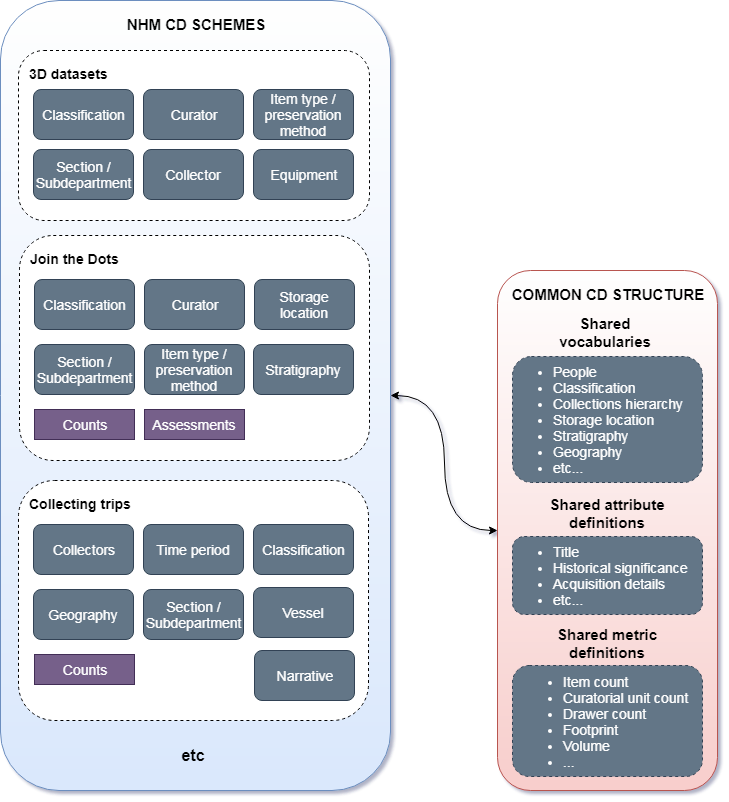 NHM CD SCHEMES
3D datasets
Classification
Curator
Item type /
preservation
method
Section /
Subdepartment
Collector
Equipment
Join the Dots
Classification
Curator
Storage
location
Section /
Subdepartment
Item type /
preservation
method
Stratigraphy
Counts
Assessments
Collecting trips
Collectors
Time period
Classification
Geography
Section /
Subdepartment
Vessel
Counts
Narrative
etc
COMMON CD STRUCTURE
Shared
vocabularies
• People
• Classification
• Collections hierarchy
• Storage location
• Stratigraphy
• Geography
• etc...
Shared attribute
definitions
• Title
• Historical significance
• Acquisition details
• etc...
Shared metric
definitions
• Item count
• Curatorial unit count
• Drawer count
• Footprint
• Volume
• ...